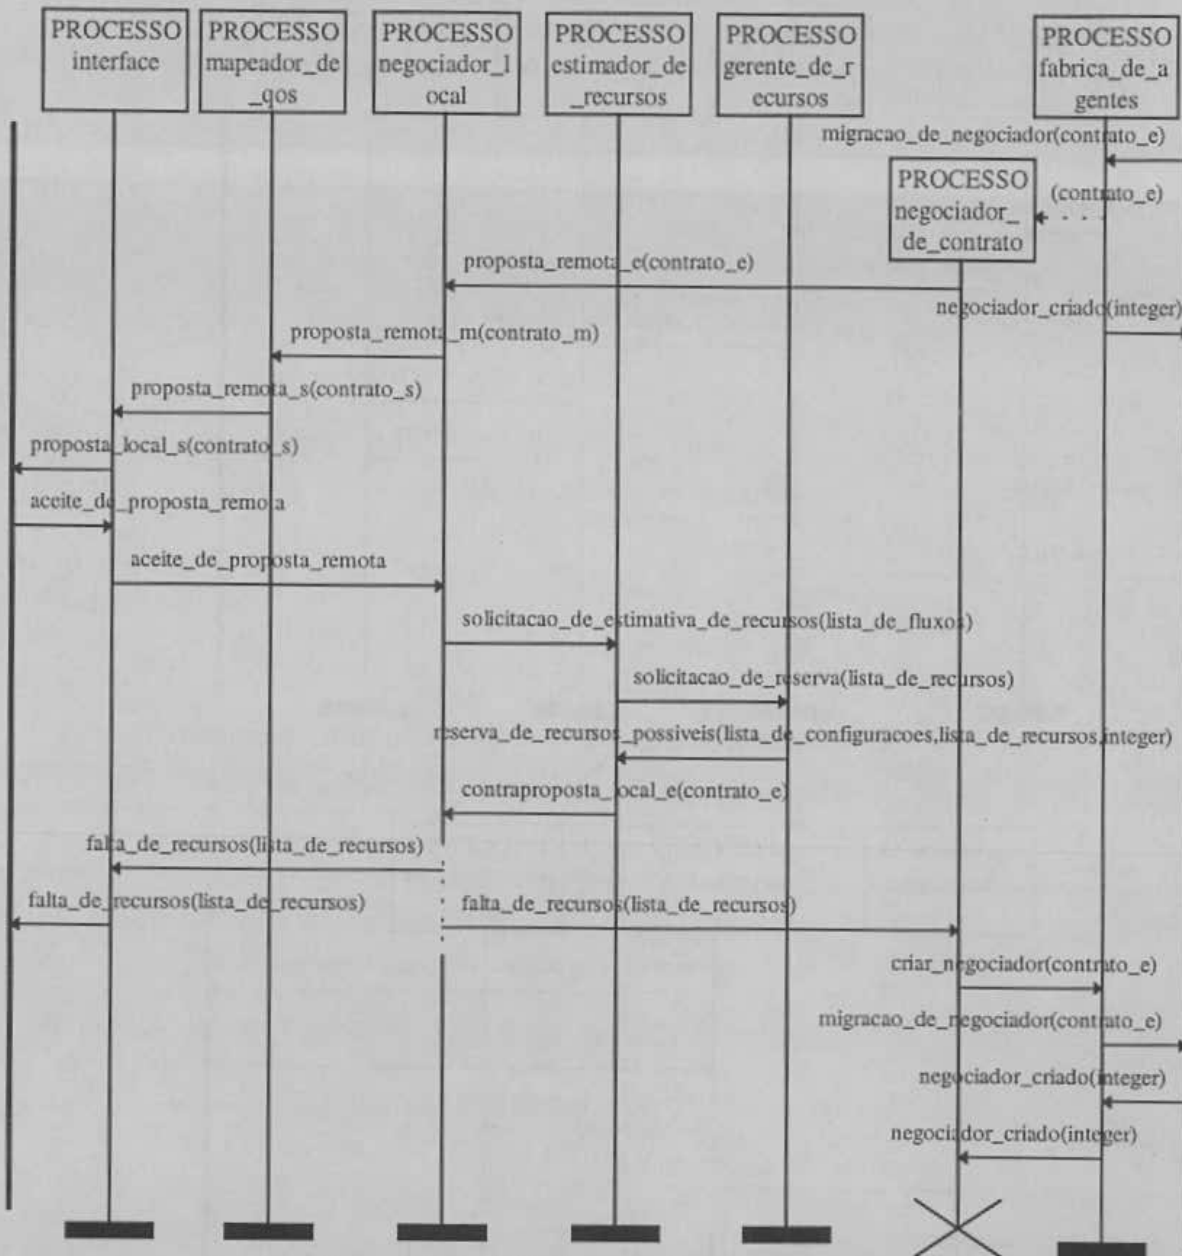 PROCESSO
interface
PROCESSO
mapeador_de
_qos
PROCESSO
negociador_l
ocal
PROCESSO
estimador_de
_recursos
PROCESSO
gerente_de_r
ecursos
PROCESSO
fabrica_de_a
gentes
migracao_de_negociador(contrato_e)
PROCESSO
negociador_
de_contrato
(contrato_e)
proposta_remota_e(contrato_e)
negociador_criado(integer)
proposta_remota_m(contrato_m)
proposta_remota_s(contrato_s)
proposta_local_s(contrato_s)
aceite_de_proposta_remota
aceite_de_proposta_remota
solicitacao_de_estimativa_de_recursos(lista_de_fluxos)
solicitacao_de_reserva(lista_de_recursos)
reserva_de_recursos_possiveis(lista_de_configuracoes,lista_de_recursos,integer)
contraproposta_local_e(contrato_e)
falta_de_recursos(lista_de_recursos)
falta_de_recursos(lista_de_recursos)
falta_de_recursos(lista_de_recursos)
criar_negociador(contrato_e)
migracao_de_negociador(contrato_e)
negociador_criado(integer)
negociador_criado(integer)